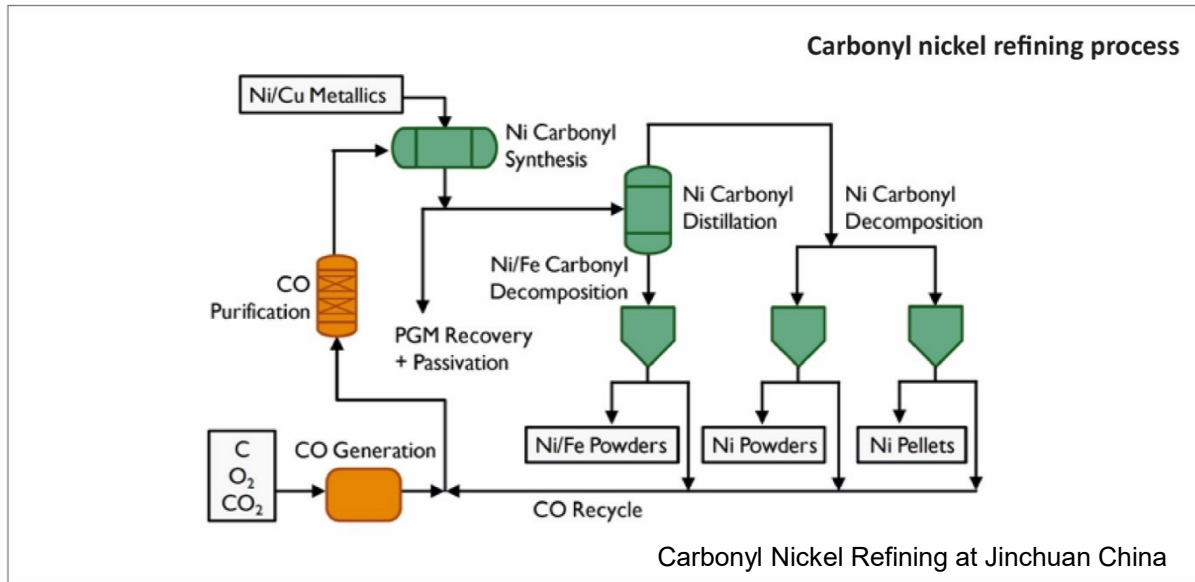 Carbonyl nickel refining process
Ni/Cu Metallics
Ni Carbonyl
Synthesis
Ni Carbonyl
Distillation
Ni Carbonyl
Decomposition
Ni/Fe Carbonyl
Decomposition
CO
Purification
PGM Recovery
+ Passivation
Ni/Fe Powders
Ni Powders
Ni Pellets
C
O₂
CO₂
CO Generation
CO Recycle
Carbonyl Nickel Refining at Jinchuan China